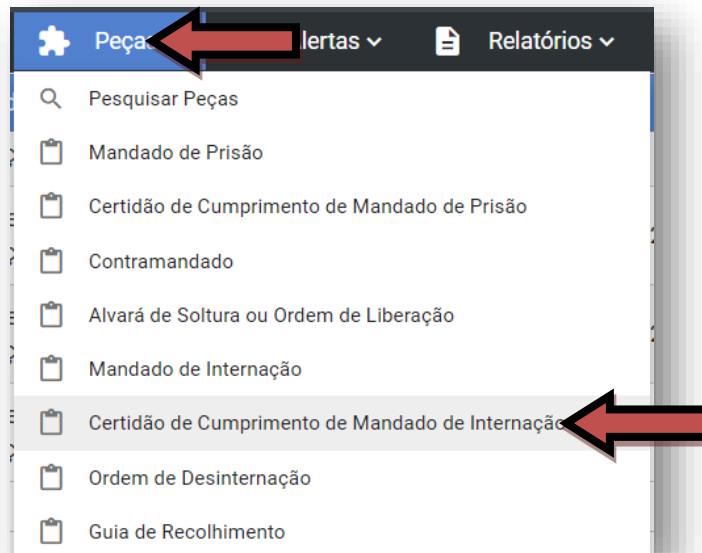 Peças
lertas
Relatórios
Pesquisar Peças
Mandado de Prisão
Certidão de Cumprimento de Mandado de Prisão
Contramandado
Alvará de Soltura ou Ordem de Liberação
Mandado de Internação
Certidão de Cumprimento de Mandado de Internação
Ordem de Desinternação
Guia de Recolhimento